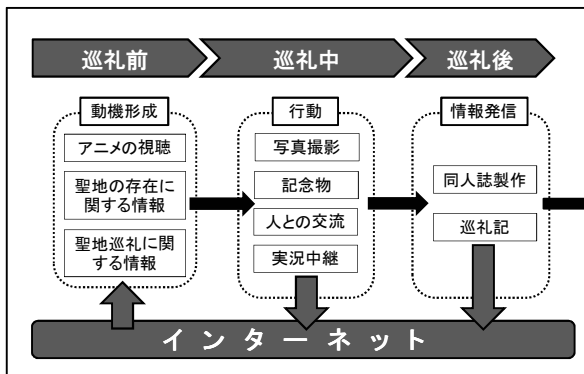 巡礼前
巡礼中
巡礼後
動機形成
アニメの視聴
聖地の存在に
関する情報
聖地巡礼に関
する情報
行動
写真撮影
記念物
人との交流
実況中継
情報発信
同人誌製作
巡礼記
インターネット